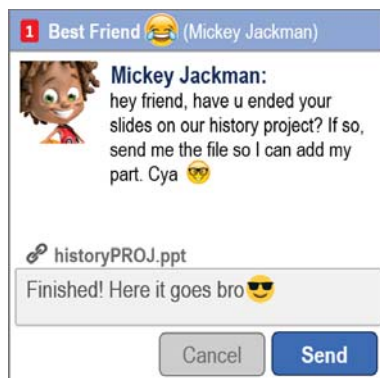 1 Best Friend 😂 (Mickey Jackman)
Mickey Jackman:
hey friend, have u ended your
slides on our history project? If so,
send me the file so I can add my
part. Cya 🤓
historyPROJ.ppt
Finished! Here it goes bro😎
Cancel Send